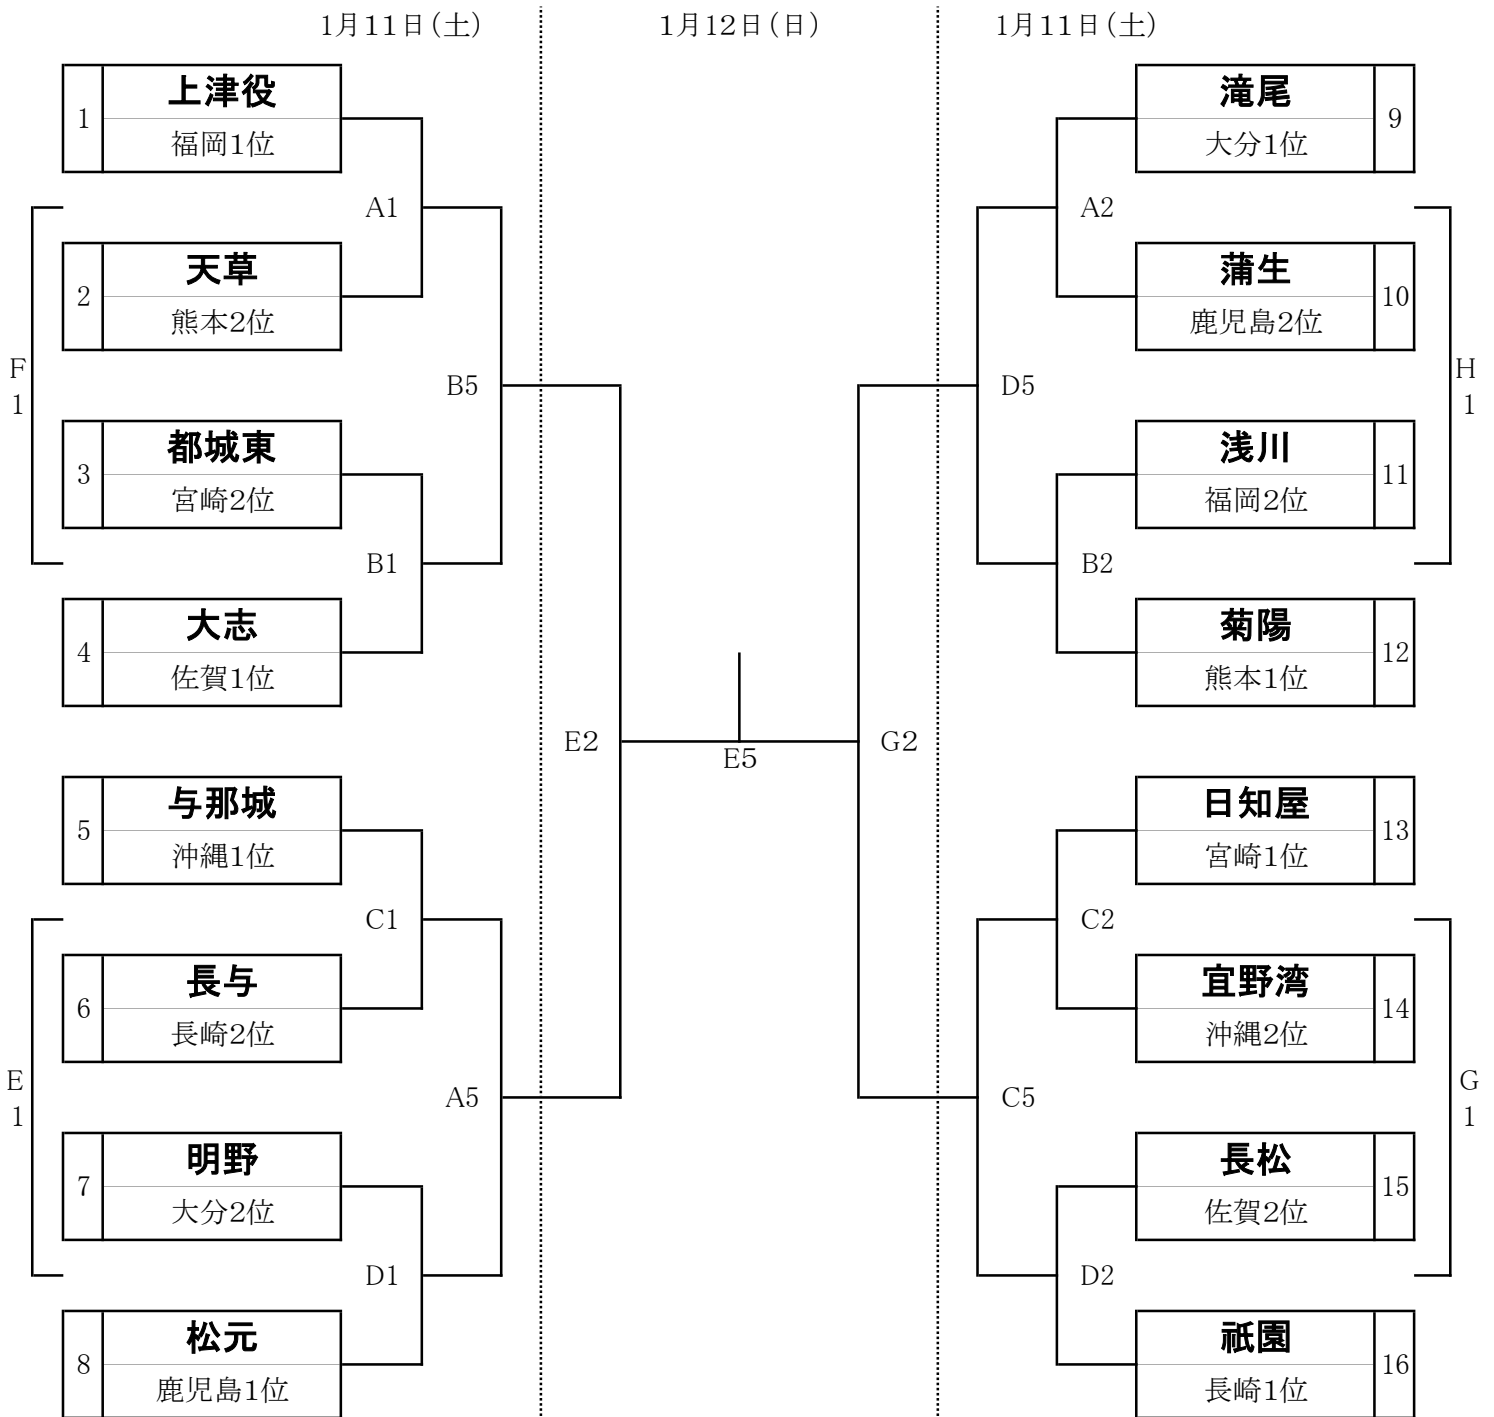 1月11日(土)
1月12日(日)
1月11日(土)
1
上津役
福岡1位
A1
2
天草
熊本2位
F
1
B5
3
都城東
宮崎2位
B1
4
大志
佐賀1位
E2
5
与那城
沖縄1位
C1
6
長与
長崎2位
E
1
A5
7
明野
大分2位
D1
8
松元
鹿児島1位
E5
滝尾
大分1位
9
A2
蒲生
鹿児島2位
10
D5
H
1
浅川
福岡2位
11
B2
菊陽
熊本1位
12
G2
日知屋
宮崎1位
13
C2
宜野湾
沖縄2位
14
C5
G
1
長松
佐賀2位
15
D2
祇園
長崎1位
16